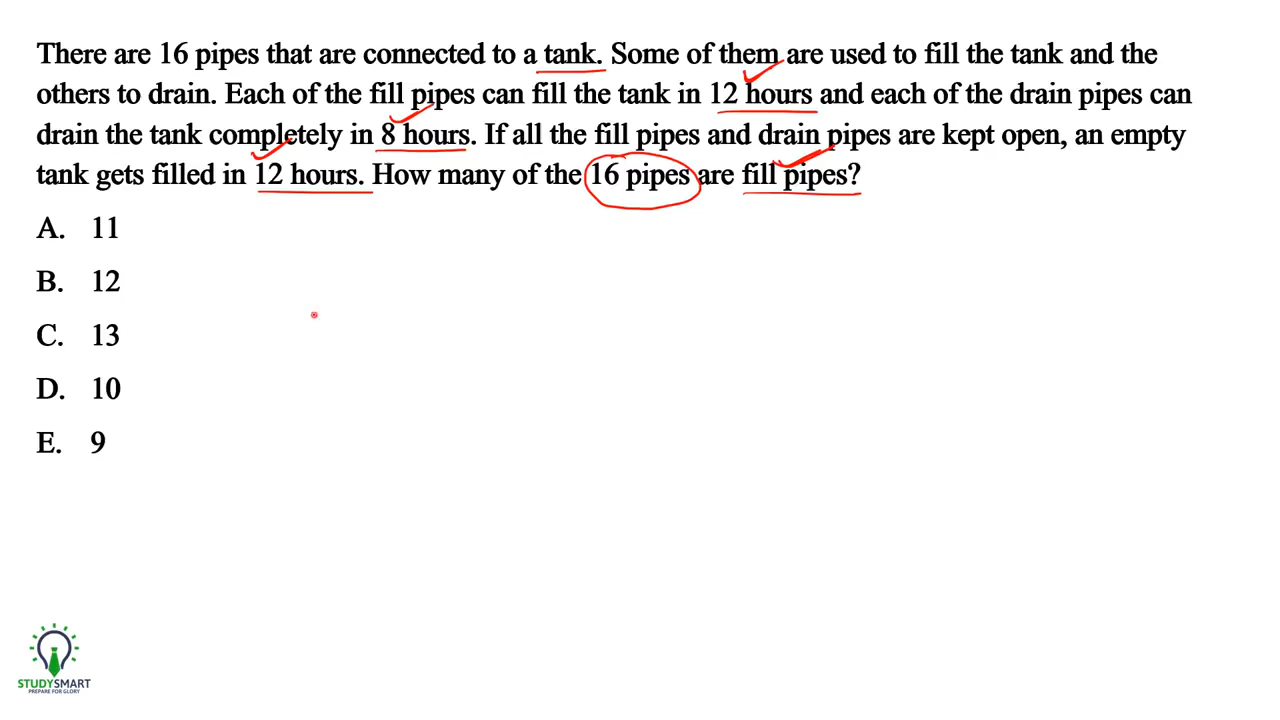 There are 16 pipes that are connected to a tank. Some of them are used to fill the tank and the
others to drain. Each of the fill pipes can fill the tank in 12 hours and each of the drain pipes can
drain the tank completely in 8 hours. If all the fill pipes and drain pipes are kept open, an empty
tank gets filled in 12 hours. How many of the 16 pipes are fill pipes?
A. 11
B. 12
C. 13
D. 10
E. 9
STUDYSMART
PREPARE FOR GLORY